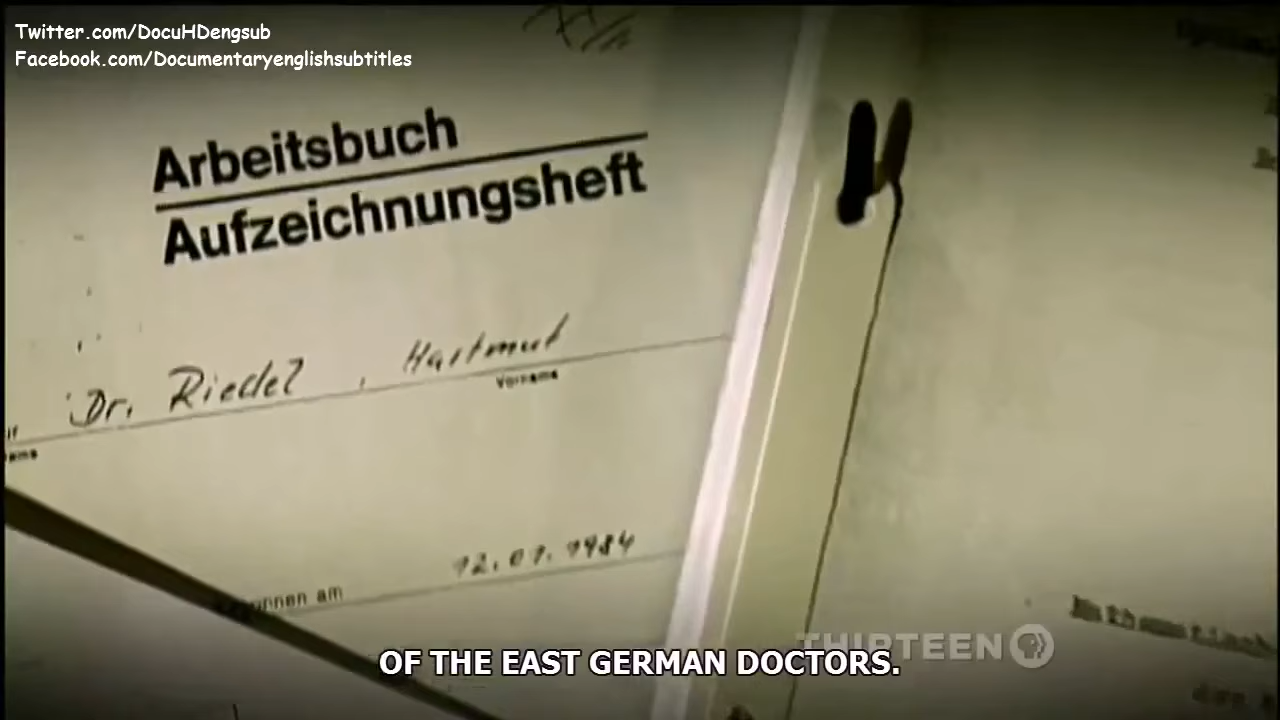 Twitter.com/DocuHDengsub
Facebook.com/Documentaryenglishsubtitles
Arbeitsbuch
Aufzeichnungsheft
Dr. Riedel, Hartmut
Vorname
12.07.1984
am
THIRTEEN
OF THE EAST GERMAN DOCTORS.